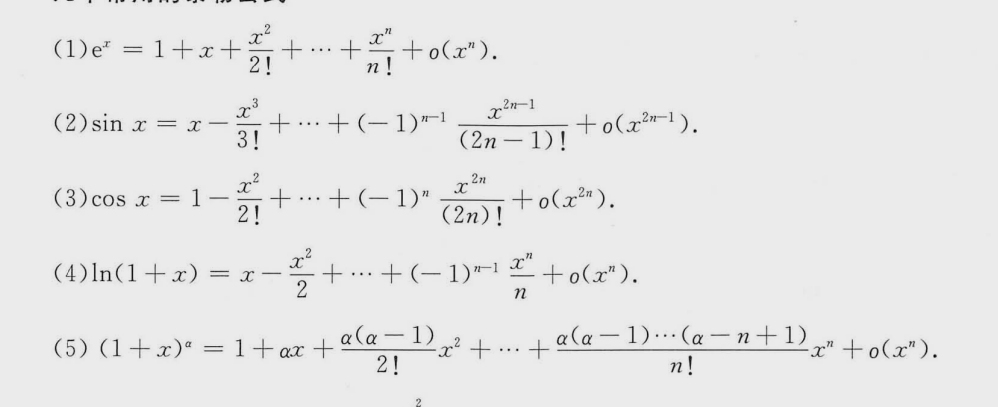 (1)eˣ = 1 + x + x²/2! + ⋯ + xⁿ/n! + o(xⁿ).
(2)sin x = x − x³/3! + ⋯ + (−1)ⁿ⁻¹ x²ⁿ⁻¹/(2n − 1)! + o(x²ⁿ⁻¹).
(3)cos x = 1 − x²/2! + ⋯ + (−1)ⁿ x²ⁿ/(2n)! + o(x²ⁿ).
(4)ln(1 + x) = x − x²/2 + ⋯ + (−1)ⁿ⁻¹ xⁿ/n + o(xⁿ).
(5) (1 + x)^α = 1 + αx + α(α − 1)/2! x² + ⋯ + α(α − 1)⋯(α − n + 1)/n! xⁿ + o(xⁿ).
2